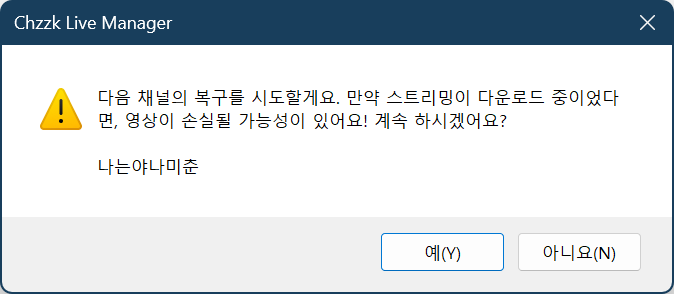 Chzzk Live Manager
다음 채널의 복구를 시도할게요. 만약 스트리밍이 다운로드 중이었다
면, 영상이 손실될 가능성이 있어요! 계속 하시겠어요?
나는야나미춘
예(Y)
아니요(N)